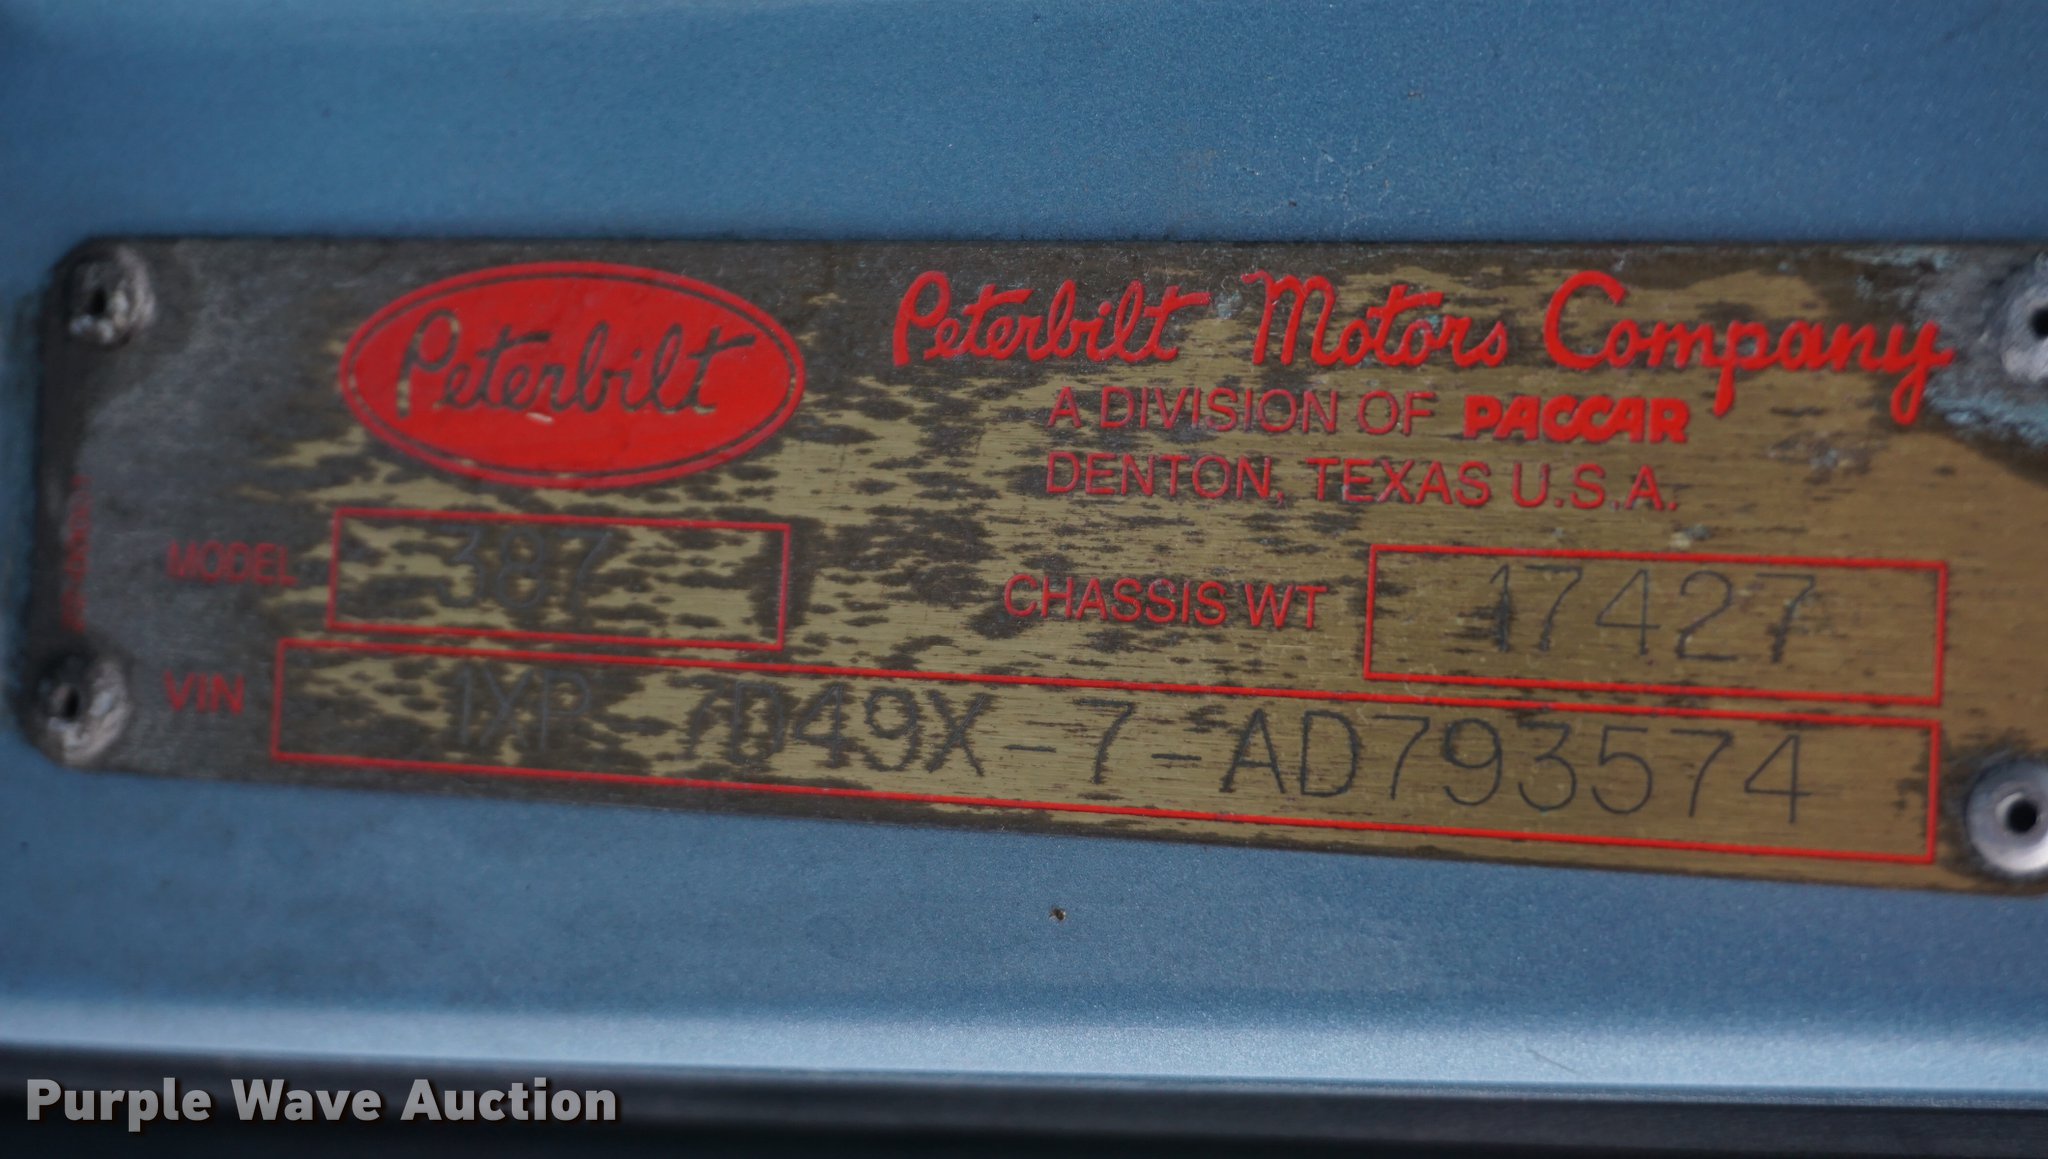 Peterbilt
Peterbilt Motors Company
A DIVISION OF PACCAR
DENTON, TEXAS U.S.A.
MODEL 387
CHASSIS WT 17427
VIN 1XP-7D49X-7-AD793574
Purple Wave Auction